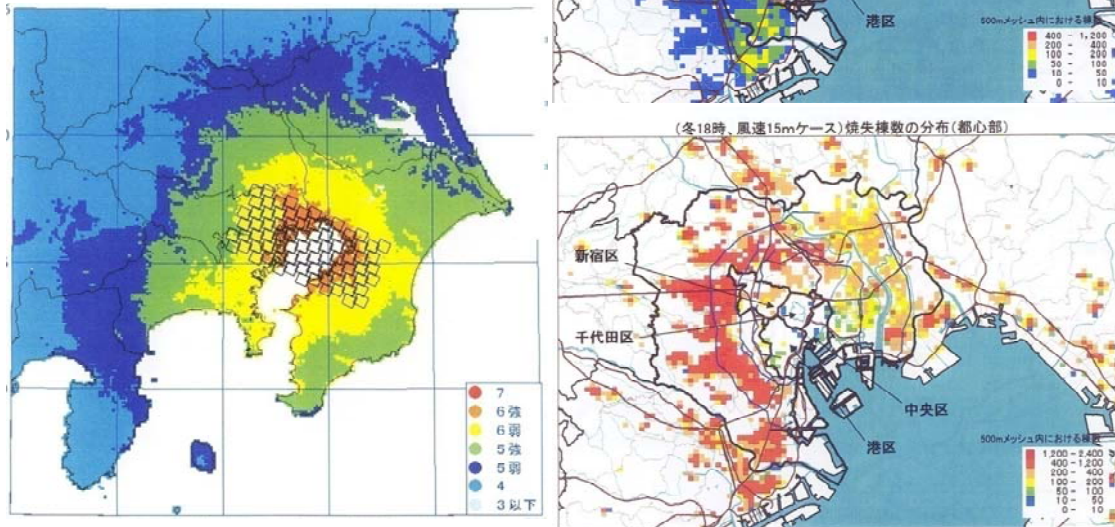 7
6強
6弱
5強
5弱
4
3以下
港区
500mメッシュ内における棟数
400 - 1,200
200 - 400
100 - 200
50 - 100
10 - 50
0 - 10
(冬18時、風速15mケース)焼失棟数の分布(都心部)
新宿区
千代田区
中央区
港区
500mメッシュ内における棟数
1,200 - 2,400
400 - 1,200
200 - 400
100 - 200
50 - 100
10 - 50
0 - 10